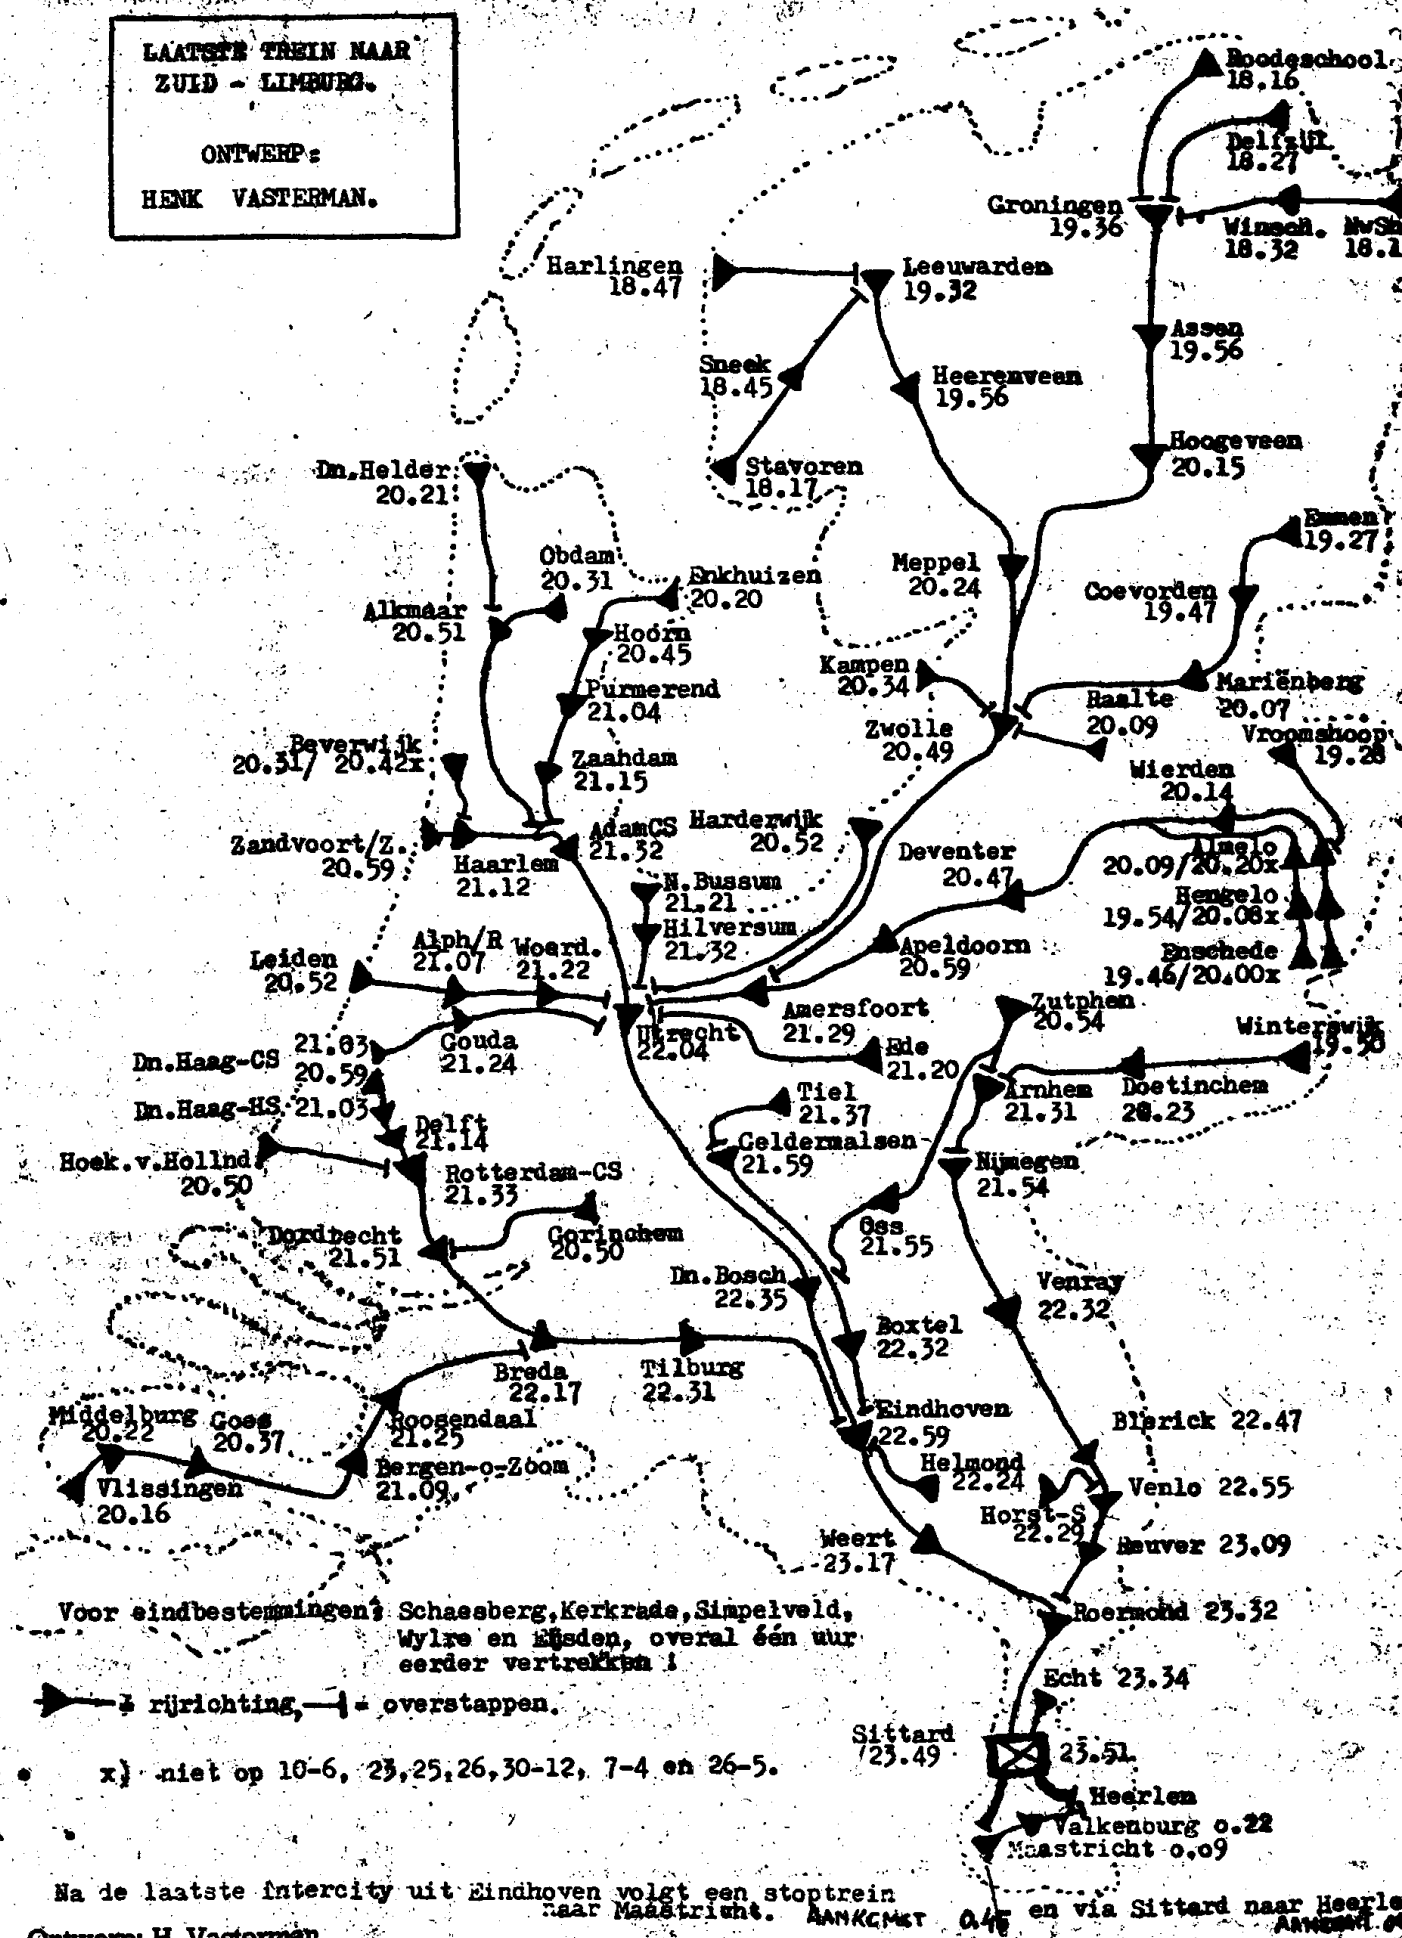 LAATSTE TREIN NAAR
ZUID - LIMBURG.
ONTWERP:
HENK VASTERMAN.
Roodeschool
18.16
Delfzijl
18.27
Groningen
19.36
Winsch.
18.32
NwSh
18.1
Harlingen
18.47
Leeuwarden
19.32
Assen
19.56
Sneek
18.45
Heerenveen
19.56
Hoogeveen
20.15
Dn.Helder
20.21
Stavoren
18.17
Emmen
19.27
Obdam
20.31
Enkhuizen
20.20
Meppel
20.24
Coevorden
19.47
Alkmaar
20.51
Hoorn
20.45
Kampen
20.34
Purmerend
21.04
Mariënberg
20.07
Raalte
20.09
Zwolle
20.49
Vroomshoop
19.28
Beverwijk
20.31/ 20.42x
Zaandam
21.15
Wierden
20.14
Zandvoort/Z.
20.59
Haarlem
21.12
AdamCS
21.32
Harderwijk
20.52
Deventer
20.47
Almelo
20.09/20.20x
N.Bussum
21.21
Hengelo
19.54/20.08x
Hilversum
21.32
Apeldoorn
20.59
Enschede
19.46/20.00x
Leiden
20.52
Alph/R
21.07
Woerd.
21.22
Amersfoort
21.29
Zutphen
20.54
Winterswijk
19.50
Dn.Haag-CS
21.03
20.59
Gouda
21.24
Utrecht
22.04
Ede
21.20
Dn.Haag-HS
21.03
Tiel
21.37
Arnhem
21.31
Doetinchem
20.23
Delft
21.14
Geldermalsen
21.59
Hoek.v.Hollnd
20.50
Rotterdam-CS
21.33
Nijmegen
21.54
Dordrecht
21.51
Gorinchem
20.50
Oss
21.55
Dn.Bosch
22.35
Venray
22.32
Boxtel
22.32
Breda
22.17
Tilburg
22.31
Middelburg
20.22
Goes
20.37
Roosendaal
21.25
Eindhoven
22.59
Blerick 22.47
Bergen-o-Zoom
21.09
Helmond
22.24
Vlissingen
20.16
Venlo 22.55
Horst-S
22.29
Weert
23.17
Reuver 23.09
Voor eindbestemmingen: Schaesberg,Kerkrade,Simpelveld,
Wylre en Eijsden, overal één uur
eerder vertrekken !
Roermond 23.32
Echt 23.34
= rijrichting, = overstappen.
Sittard
23.49
23.51
x) niet op 10-6, 23,25,26,30-12, 7-4 en 26-5.
Heerlen
Valkenburg 0.22
Maastricht 0.09
Na de laatste intercity uit Eindhoven volgt een stoptrein
naar Maastricht. AANKOMST 0.45 en via Sittard naar Heerle
Ontwerp: H.Vasterman